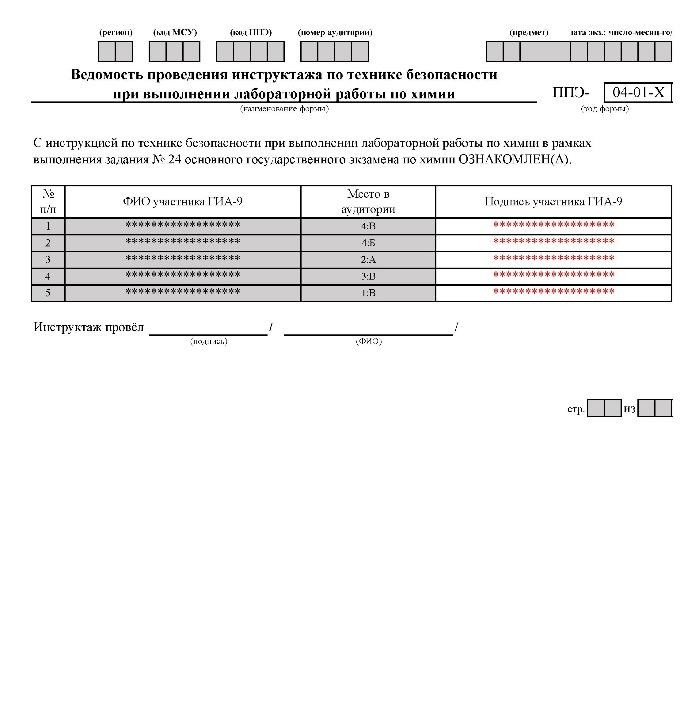 (регион) (код МСУ) (код ППЭ) (номер аудитории) (предмет) дата экз.: число-месяц-го
Ведомость проведения инструктажа по технике безопасности
при выполнении лабораторной работы по химии ППЭ- 04-01-Х
(наименование формы) (код формы)
С инструкцией по технике безопасности при выполнении лабораторной работы по химии в рамках
выполнения задания № 24 основного государственного экзамена по химии ОЗНАКОМЛЕН(А).
№ п/п ФИО участника ГИА-9 Место в аудитории Подпись участника ГИА-9
1 ****************** 4:В *******************
2 ****************** 4:Б *******************
3 ****************** 2:А *******************
4 ****************** 3:В *******************
5 ****************** 1:В *******************
Инструктаж провёл / /
(подпись) (ФИО)
стр. из